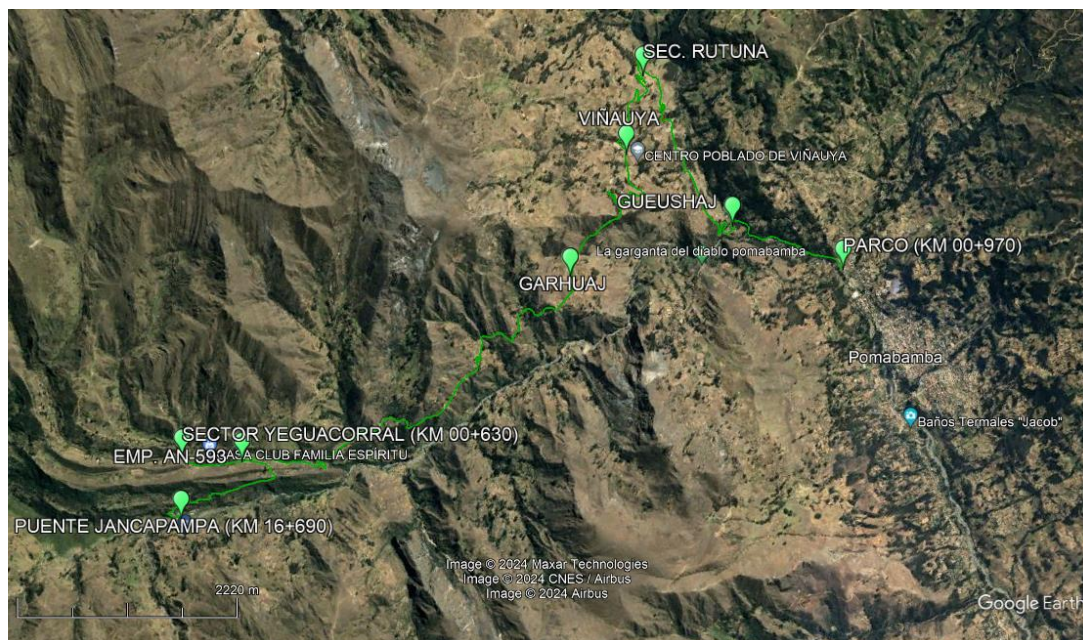 SEC. RUTUNA
VIÑAUYA
CENTRO POBLADO DE VIÑAUYA
GUEUSHAJ
La garganta del diablo pomabamba
PARCO (KM 00+970)
GARHUAJ
Pomabamba
Baños Termales "Jacob"
SECTOR YEGUACORRAL (KM 00+630)
EMP. AN-593
ASA CLUB FAMILIA ESPÍRITU
PUENTE JANCAPAMPA (KM 16+690)
Image © 2024 Maxar Technologies
Image © 2024 CNES / Airbus
Image © 2024 Airbus
2220 m
Google Earth